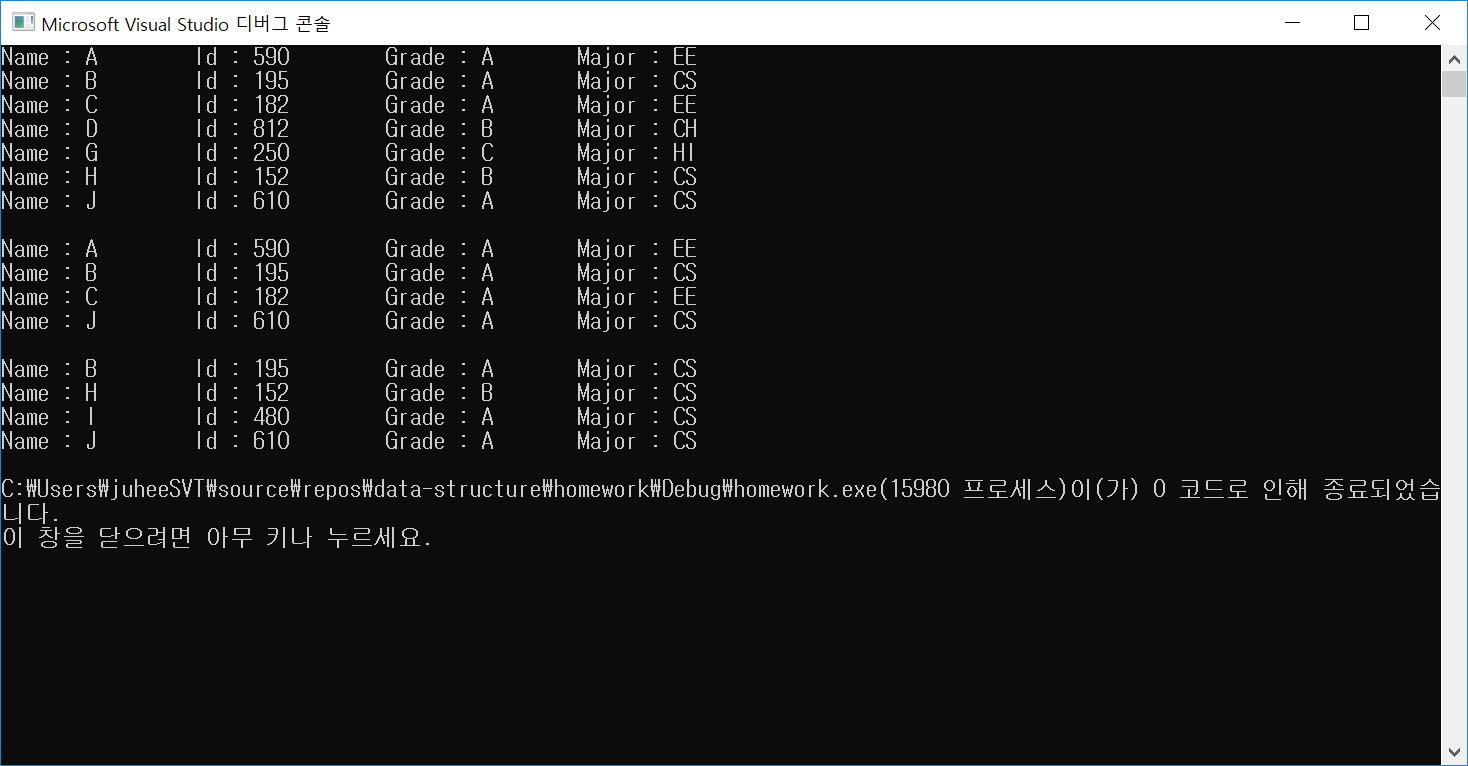 Microsoft Visual Studio 디버그 콘솔
Name : A Id : 590 Grade : A Major : EE
Name : B Id : 195 Grade : A Major : CS
Name : C Id : 182 Grade : A Major : EE
Name : D Id : 812 Grade : B Major : CH
Name : G Id : 250 Grade : C Major : HI
Name : H Id : 152 Grade : B Major : CS
Name : J Id : 610 Grade : A Major : CS
Name : A Id : 590 Grade : A Major : EE
Name : B Id : 195 Grade : A Major : CS
Name : C Id : 182 Grade : A Major : EE
Name : J Id : 610 Grade : A Major : CS
Name : B Id : 195 Grade : A Major : CS
Name : H Id : 152 Grade : B Major : CS
Name : I Id : 480 Grade : A Major : CS
Name : J Id : 610 Grade : A Major : CS
C:₩Users₩juheeSVT₩source₩repos₩data-structure₩homework₩Debug₩homework.exe(15980 프로세스)이(가) 0 코드로 인해 종료되었습
니다.
이 창을 닫으려면 아무 키나 누르세요.